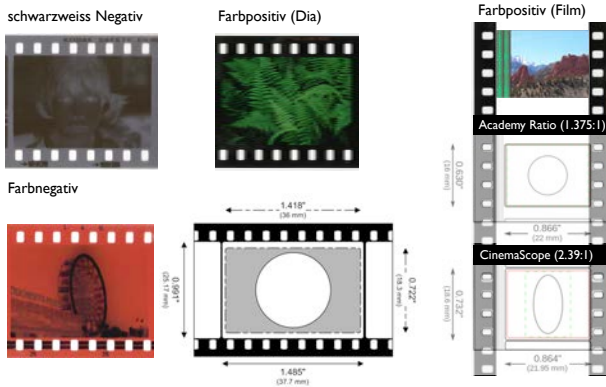 schwarzweiss Negativ
Farbpositiv (Dia)
Farbpositiv (Film)
Academy Ratio (1.375:1)
0.630"
(16 mm)
0.866"
(22 mm)
Farbnegativ
1.418"
(36 mm)
0.991"
(25.17 mm)
0.722"
(18.3 mm)
1.485"
(37.7 mm)
CinemaScope (2.39:1)
0.732"
(18.6 mm)
0.864"
(21.95 mm)